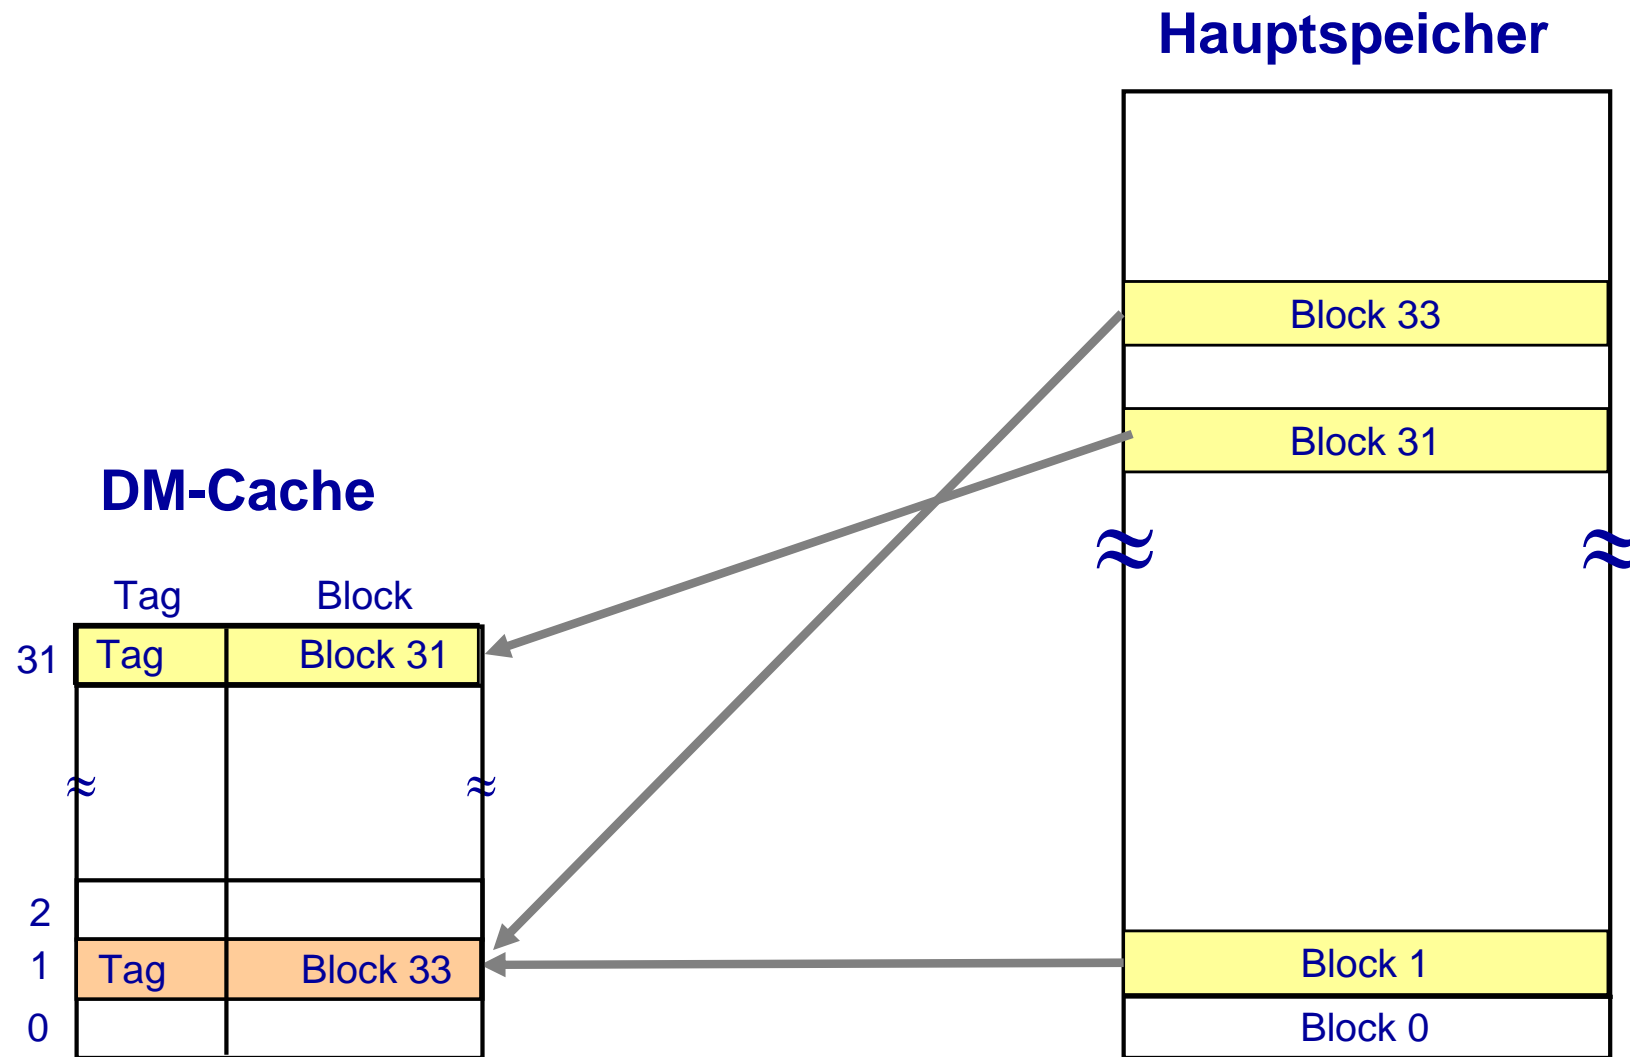 Hauptspeicher
Block 33
Block 31
DM-Cache
≈ ≈
Tag Block
31 Tag Block 31
≈ ≈
2
1 Tag Block 33
0
Block 1
Block 0